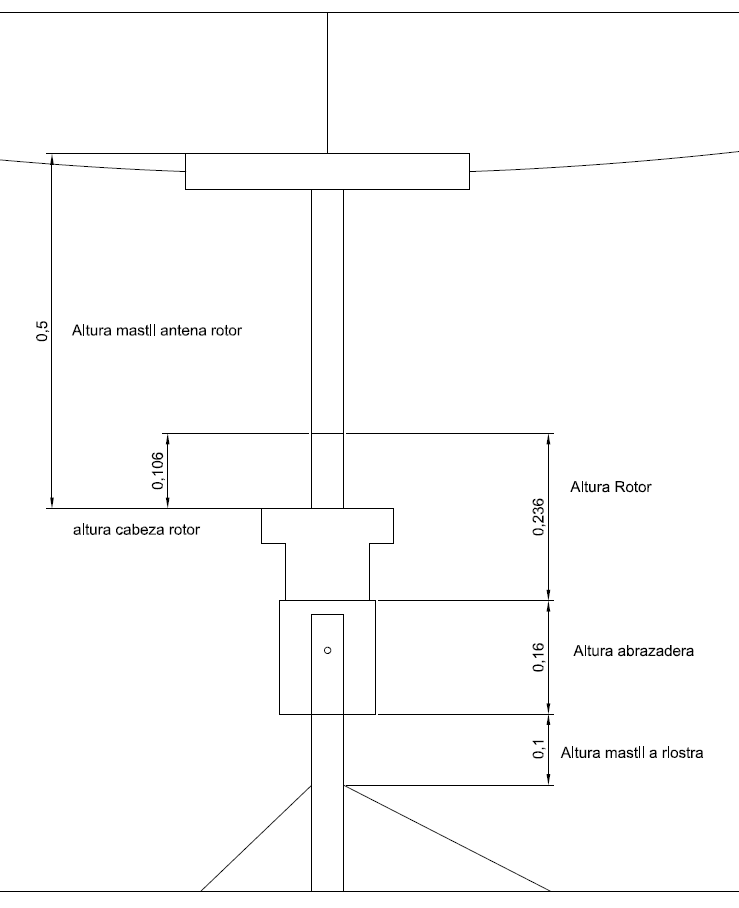 0,5
Altura mastil antena rotor
0,106
Altura Rotor
0,236
altura cabeza rotor
0,16
Altura abrazadera
0,1
Altura mastil a riostra